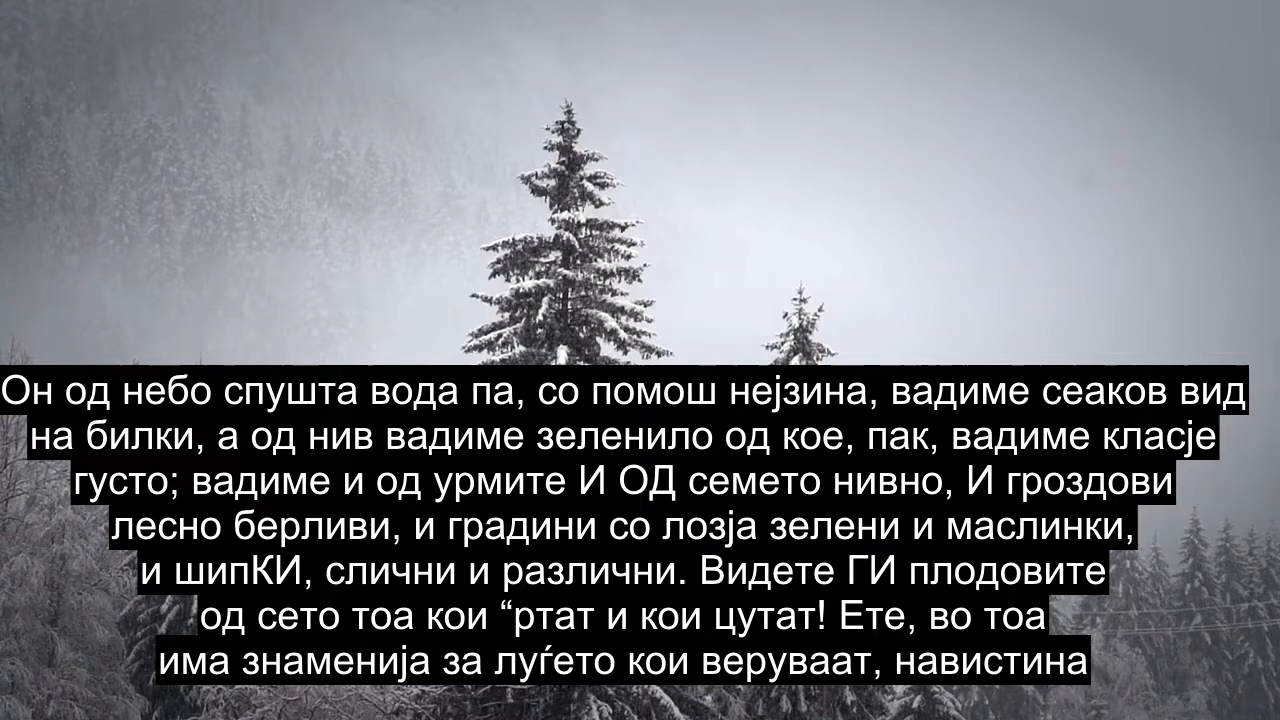 Он од небо спушта вода па, со помош нејзина, вадиме сеаков вид
на билки, а од нив вадиме зеленило од кое, пак, вадиме класје
густо; вадиме и од урмите И ОД семето нивно, И гроздови
лесно берливи, и градини со лозја зелени и маслинки,
и шипКИ, слични и различни. Видете ГИ плодовите
од сето тоа кои “ртат и кои цутат! Ете, во тоа
има знаменија за луѓето кои веруваат, навистина